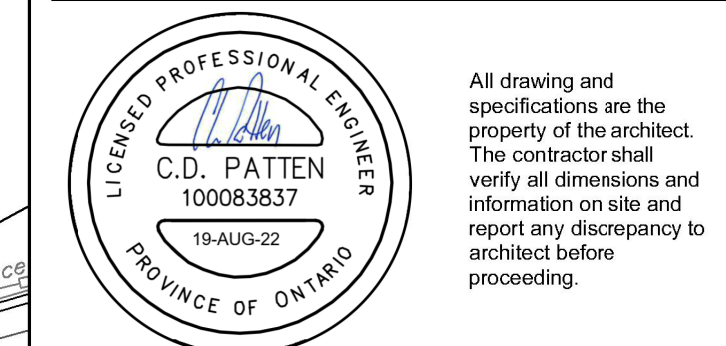 LICENSED PROFESSIONAL ENGINEER
C.D. PATTEN
100083837
19-AUG-22
PROVINCE OF ONTARIO
All drawing and
specifications are the
property of the architect.
The contractor shall
verify all dimensions and
information on site and
report any discrepancy to
architect before
proceeding.
ce